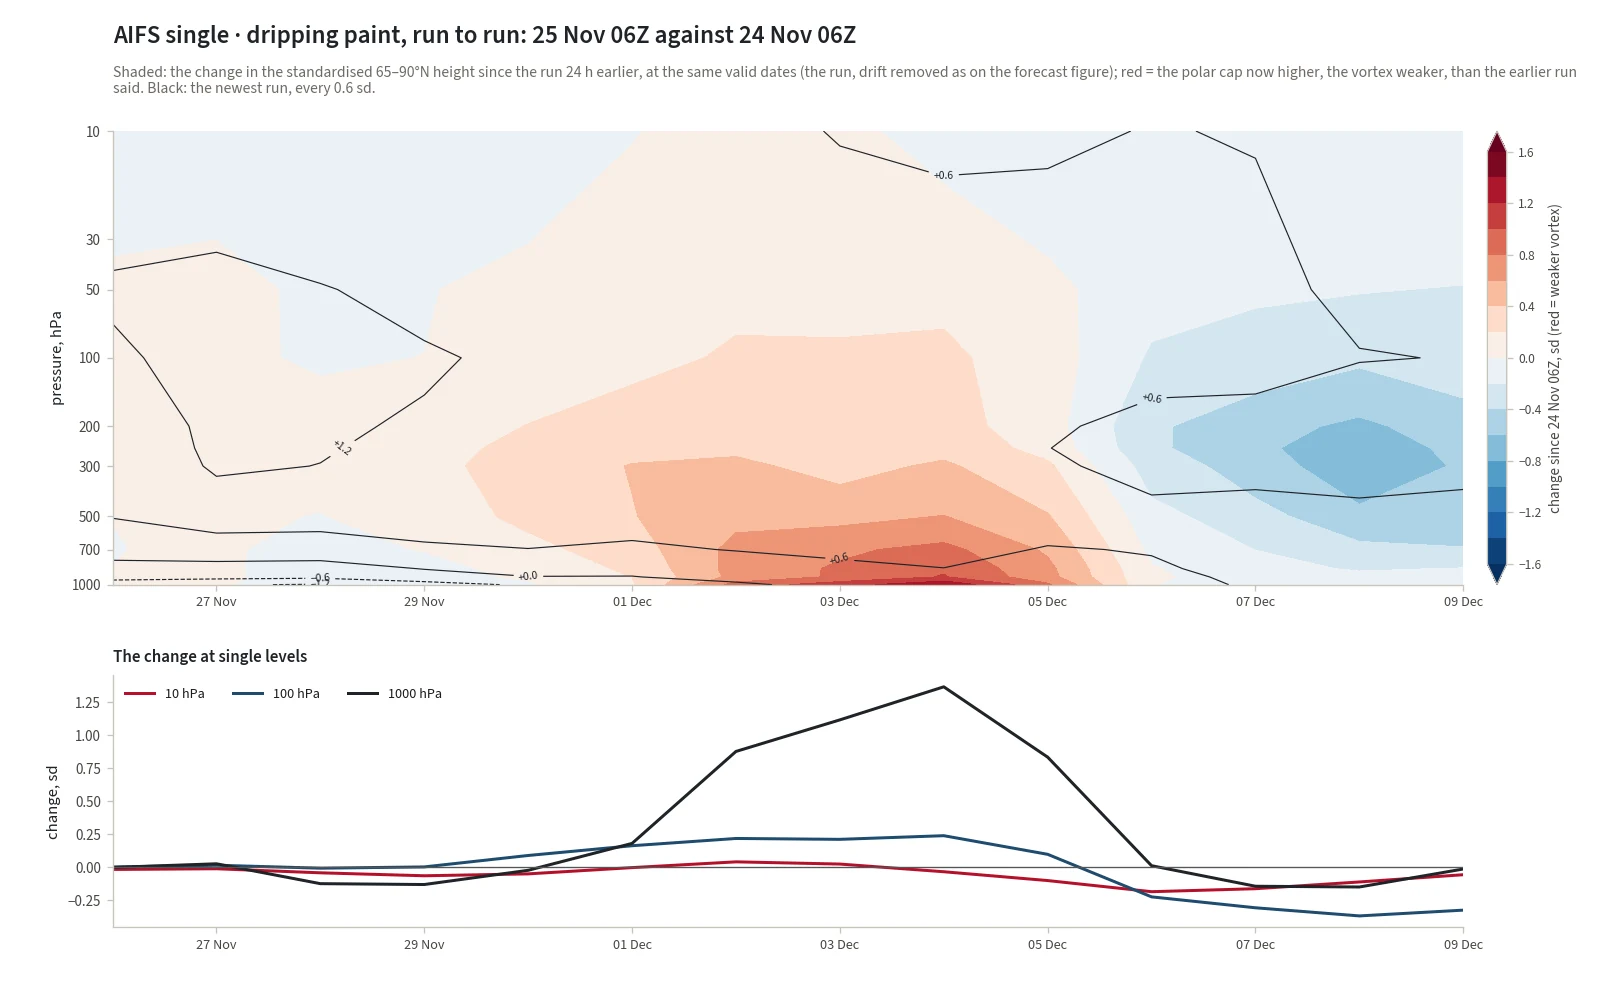 AIFS single · dripping paint, run to run: 25 Nov 06Z against 24 Nov 06Z
Shaded: the change in the standardised 65–90°N height since the run 24 h earlier, at the same valid dates (the run, drift removed as on the forecast figure); red = the polar cap now higher, the vortex weaker, than the earlier run
said. Black: the newest run, every 0.6 sd.
pressure, hPa
10
30
50
100
200
300
500
700
1000
+0.6
+1.2
+0.6
+0.6
+0.0
−0.6
27 Nov
29 Nov
01 Dec
03 Dec
05 Dec
07 Dec
09 Dec
1.6
1.2
0.8
0.4
0.0
−0.4
−0.8
−1.2
−1.6
change since 24 Nov 06Z, sd (red = weaker vortex)
The change at single levels
10 hPa
100 hPa
1000 hPa
change, sd
1.25
1.00
0.75
0.50
0.25
0.00
−0.25
27 Nov
29 Nov
01 Dec
03 Dec
05 Dec
07 Dec
09 Dec